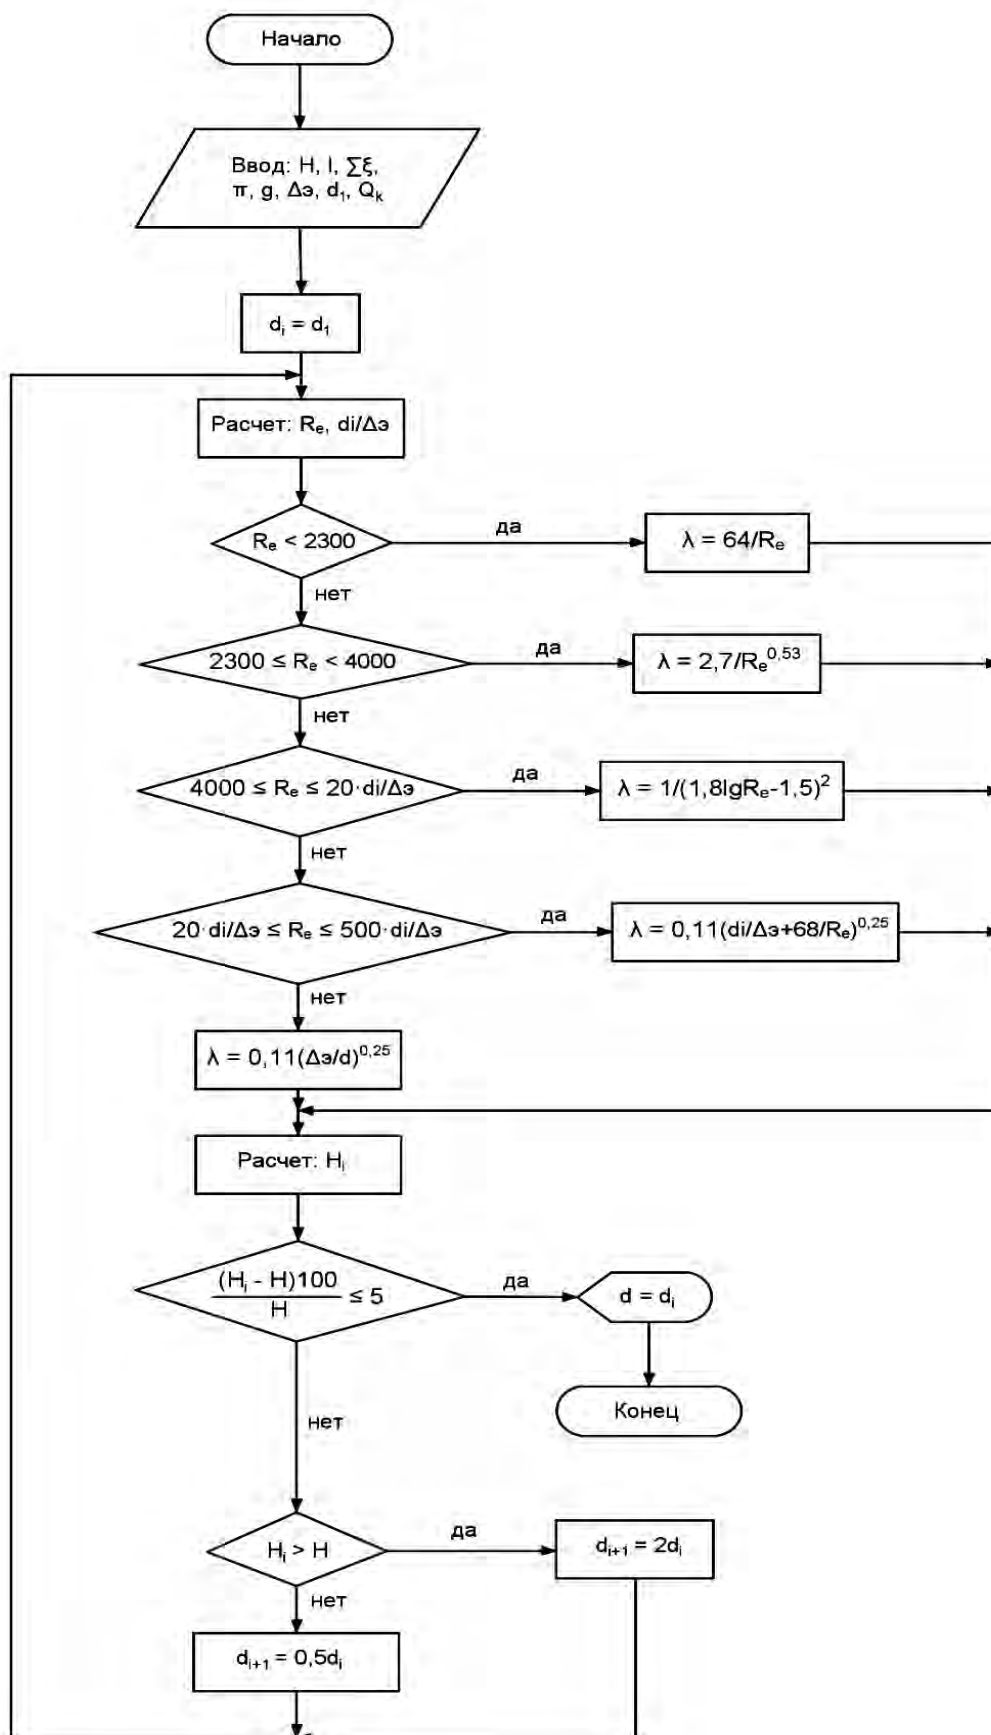 Начало
Ввод: H, l, ∑ξ,
π, g, Δэ, d₁, Qₖ
dᵢ = d₁
Расчет: Rₑ, di/Δэ
Rₑ < 2300
да
λ = 64/Rₑ
нет
2300 ≤ Rₑ < 4000
да
λ = 2,7/Rₑ^0,53
нет
4000 ≤ Rₑ ≤ 20·di/Δэ
да
λ = 1/(1,8lgRₑ-1,5)²
нет
20·di/Δэ ≤ Rₑ ≤ 500·di/Δэ
да
λ = 0,11(di/Δэ+68/Rₑ)^0,25
нет
λ = 0,11(Δэ/d)^0,25
Расчет: Hᵢ
(Hᵢ - H)100
H
≤ 5
да
d = dᵢ
Конец
нет
Hᵢ > H
да
dᵢ₊₁ = 2dᵢ
нет
dᵢ₊₁ = 0,5dᵢ